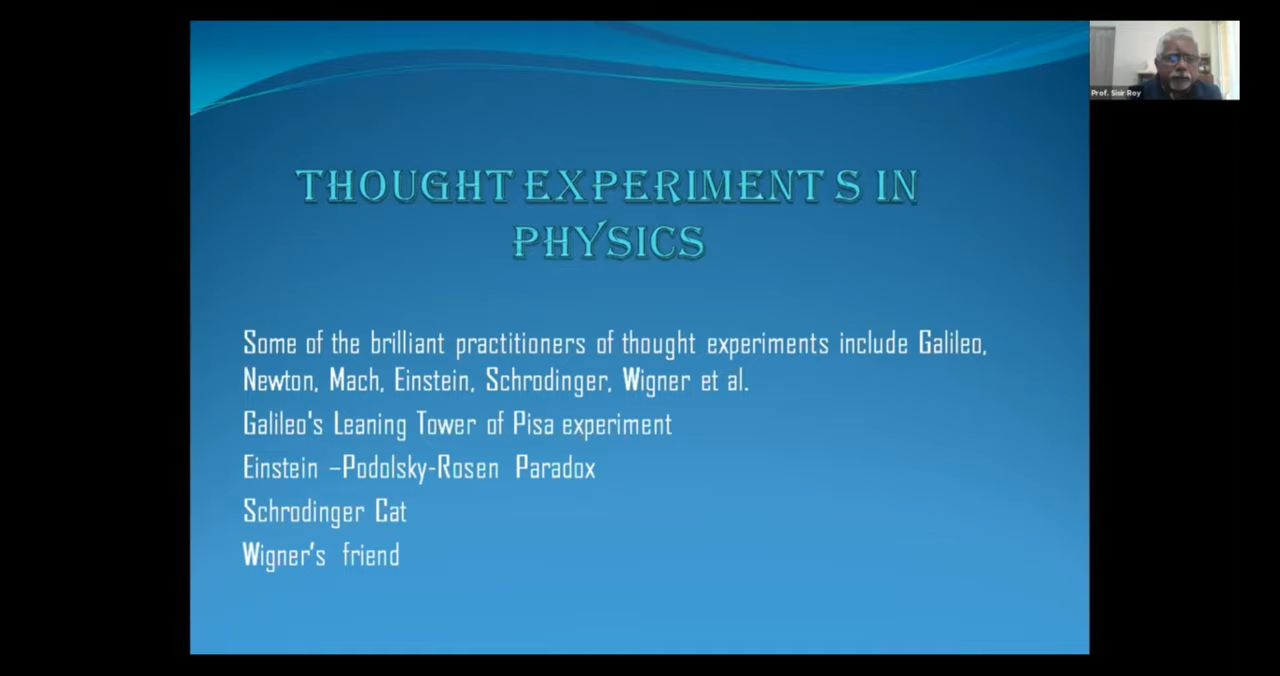 THOUGHT EXPERIMENT S IN
PHYSICS
Some of the brilliant practitioners of thought experiments include Galileo,
Newton, Mach, Einstein, Schrodinger, Wigner et al.
Galileo's Leaning Tower of Pisa experiment
Einstein –Podolsky-Rosen Paradox
Schrodinger Cat
Wigner's friend
Prof. Sisir Roy